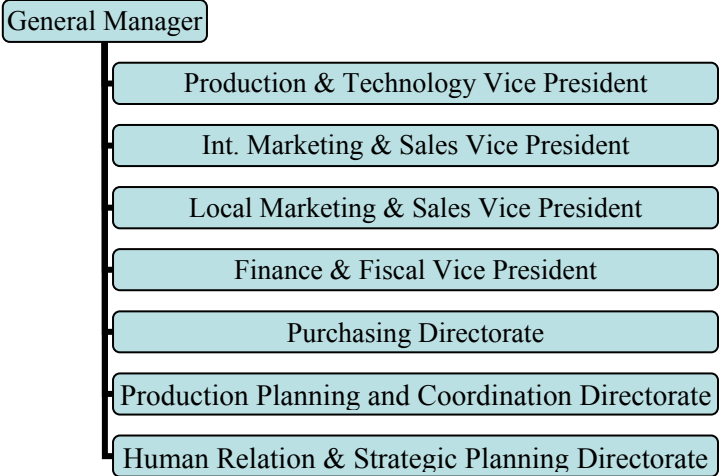 General Manager
Production & Technology Vice President
Int. Marketing & Sales Vice President
Local Marketing & Sales Vice President
Finance & Fiscal Vice President
Purchasing Directorate
Production Planning and Coordination Directorate
Human Relation & Strategic Planning Directorate